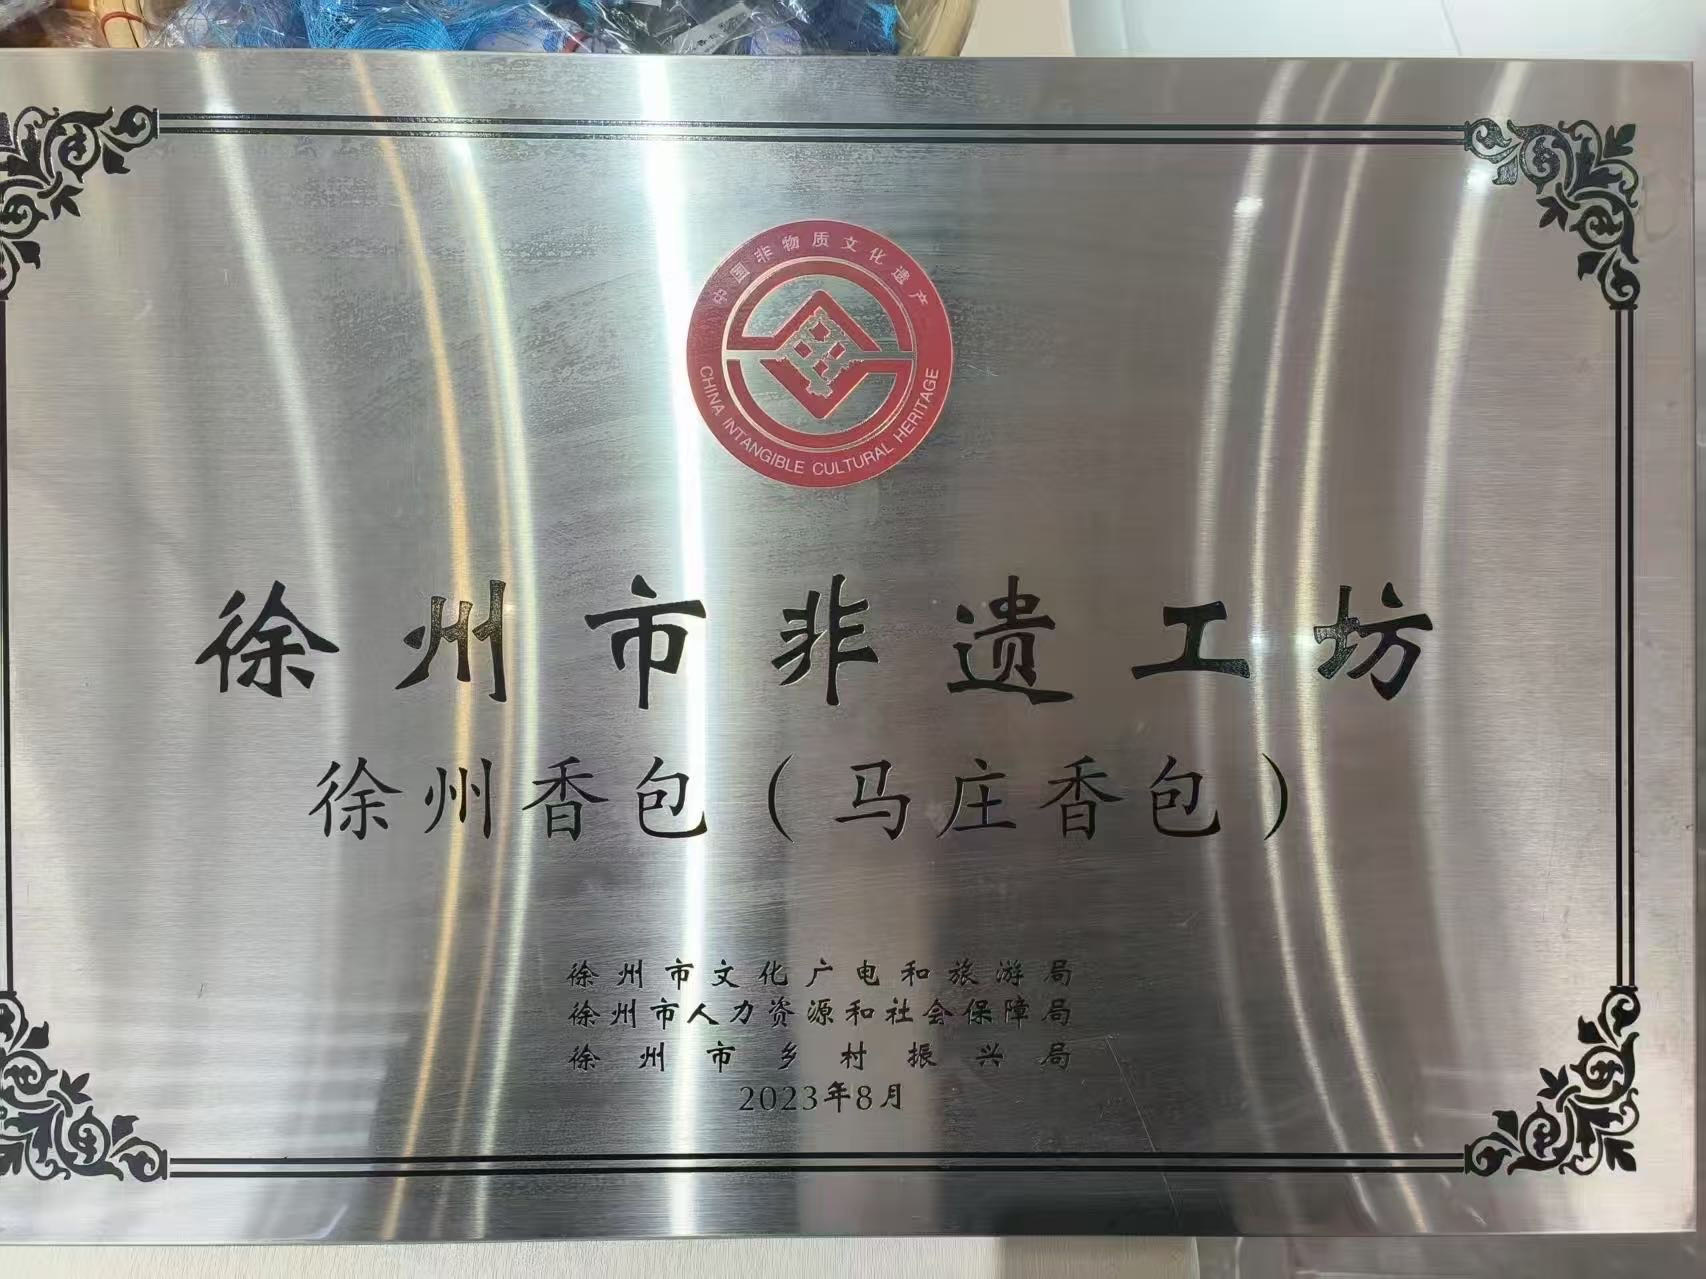 中国非物质文化遗产
CHINA INTANGIBLE CULTURAL HERITAGE
徐州市非遗工坊
徐州香包（马庄香包）
徐州市文化广电和旅游局
徐州市人力资源和社会保障局
徐州市乡村振兴局
2023年8月